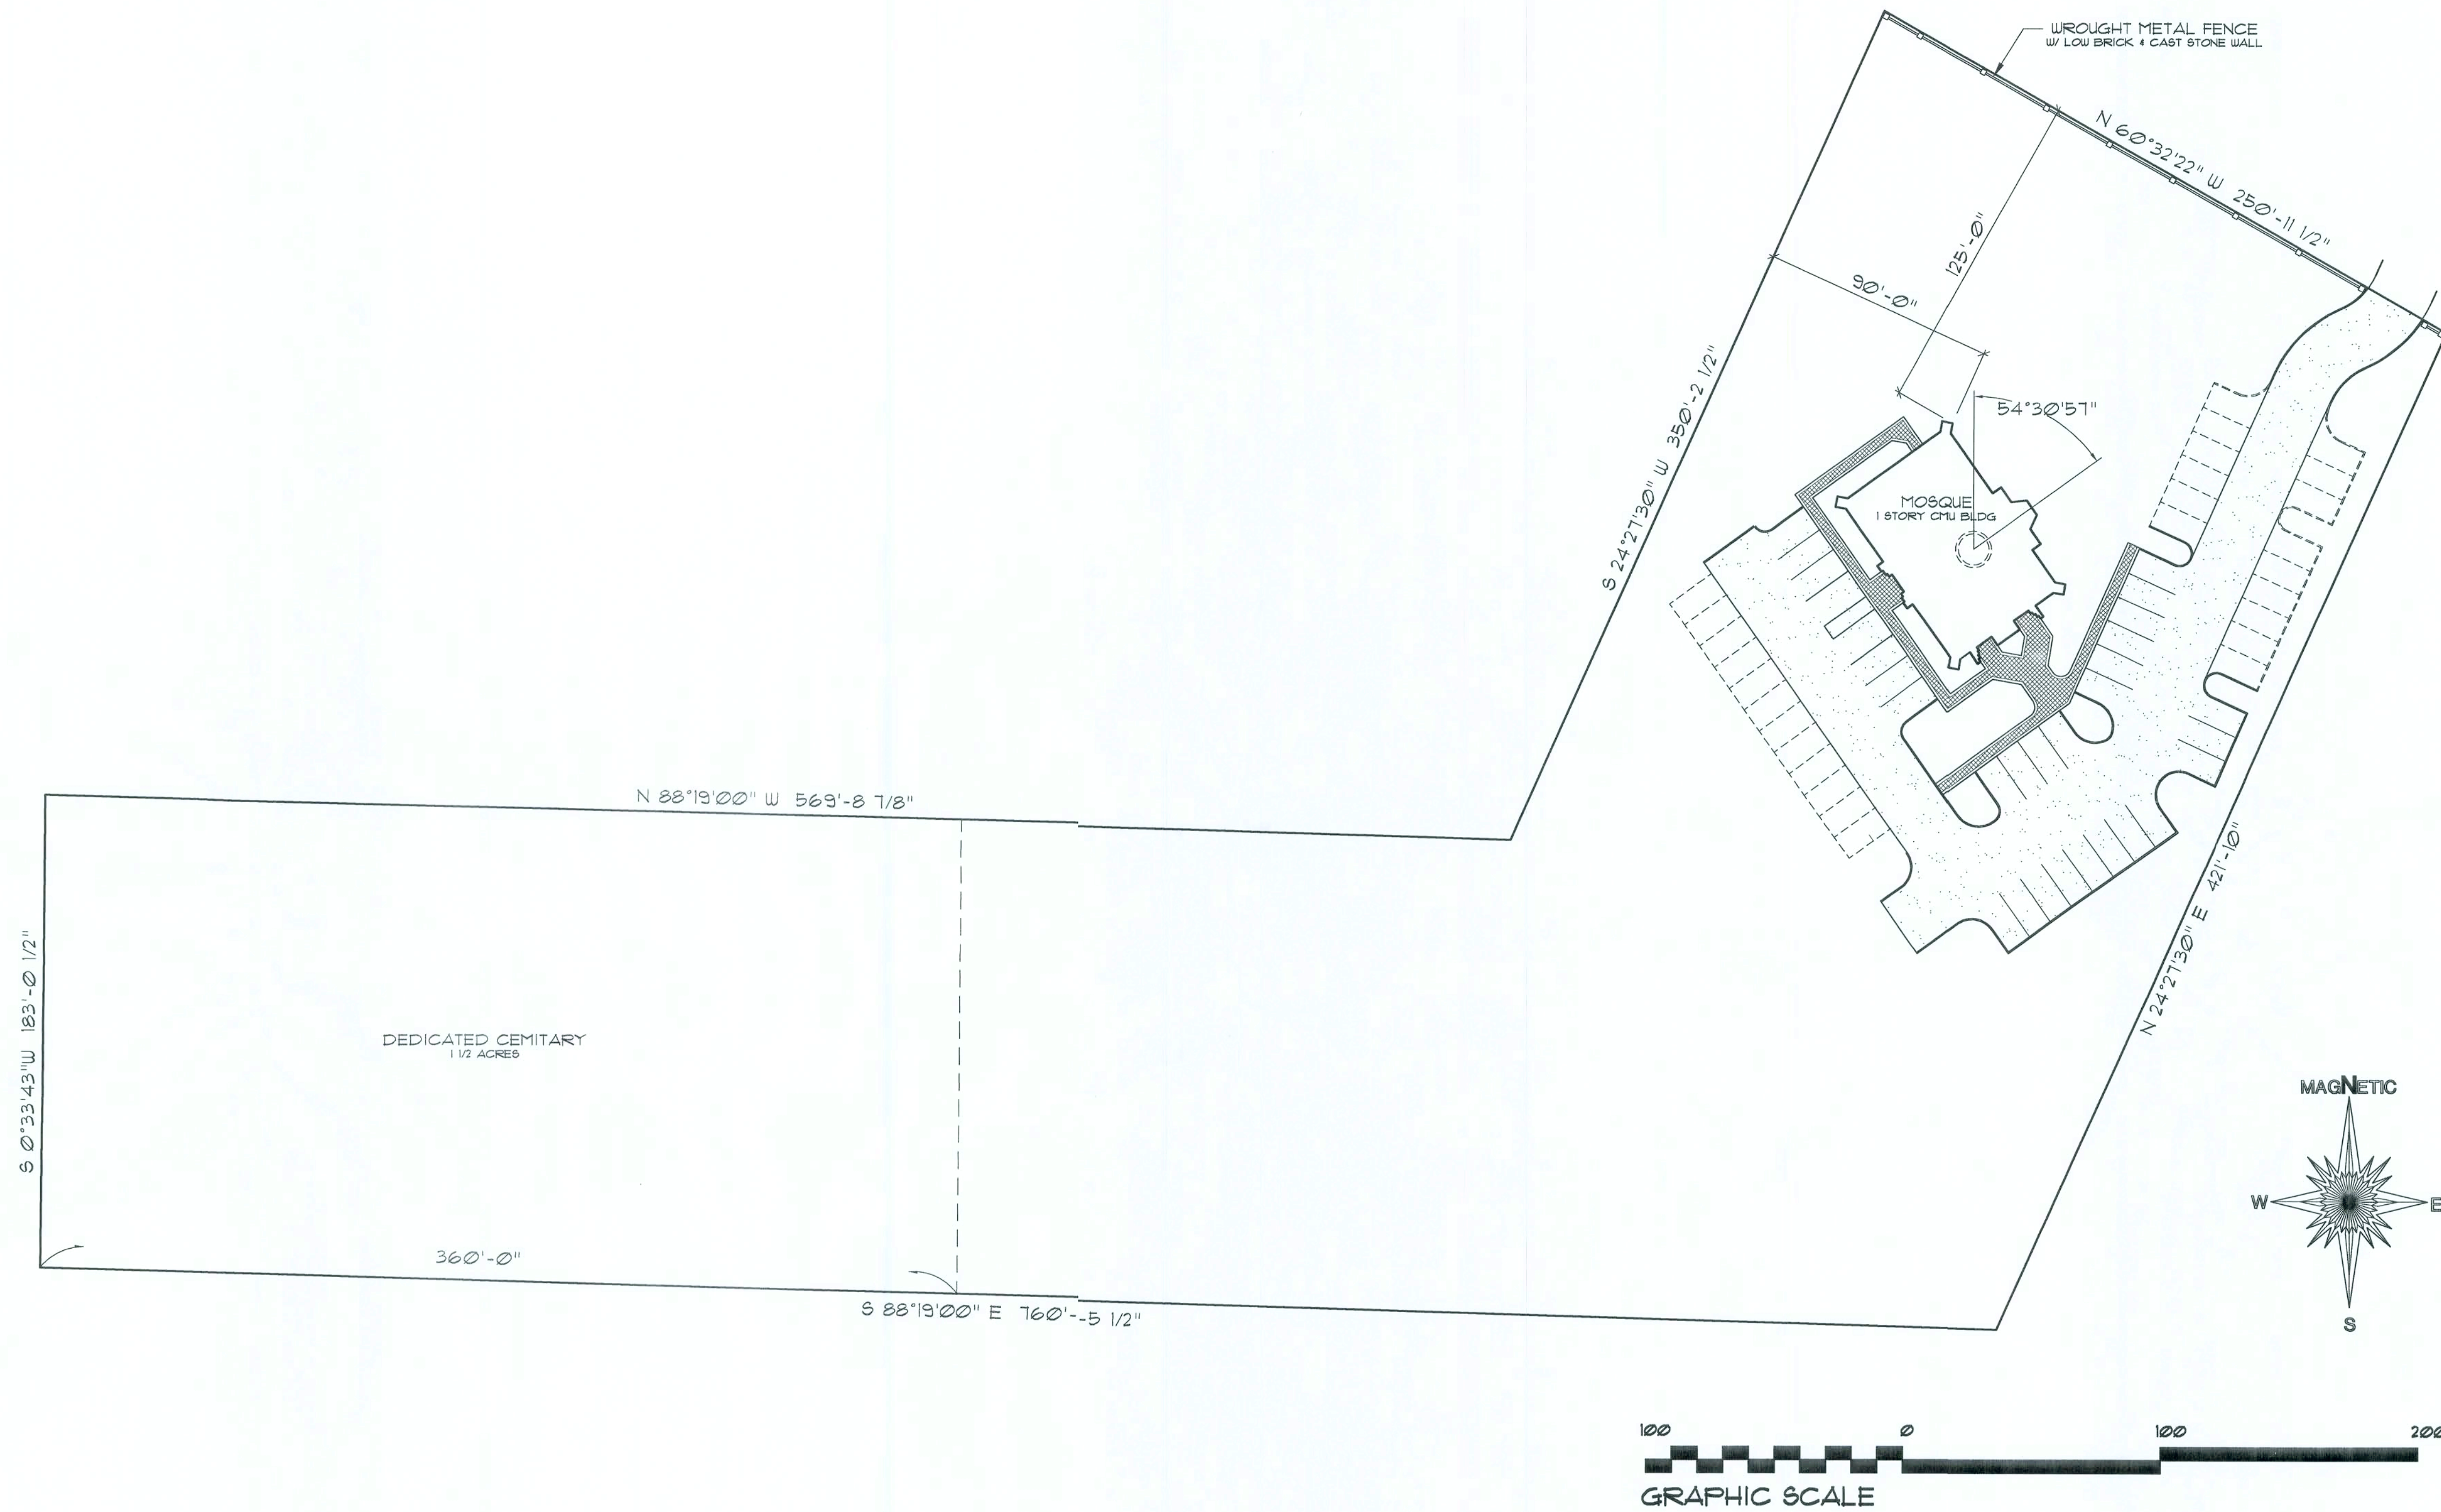 WROUGHT METAL FENCE
W/ LOW BRICK & CAST STONE WALL
N 60°32'22" W 250'-11 1/2"
125'-0"
90'-0"
54°30'57"
S 24°27'30" W 350'-2 1/2"
MOSQUE
1 STORY CMU BLDG
N 88°19'00" W 569'-8 7/8"
N 24°27'30" E 421'-10"
S 0°33'43"W 183'-0 1/2"
DEDICATED CEMITARY
1 1/2 ACRES
360'-0"
S 88°19'00" E 760'--5 1/2"
MAGNETIC
W E
S
100 0 100 200
GRAPHIC SCALE